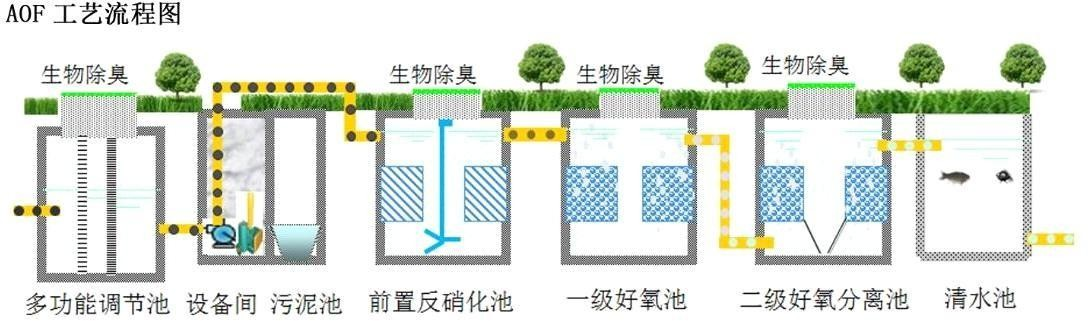 AOF 工艺流程图
生物除臭
生物除臭
生物除臭
生物除臭
多功能调节池
设备间
污泥池
前置反硝化池
一级好氧池
二级好氧分离池
清水池